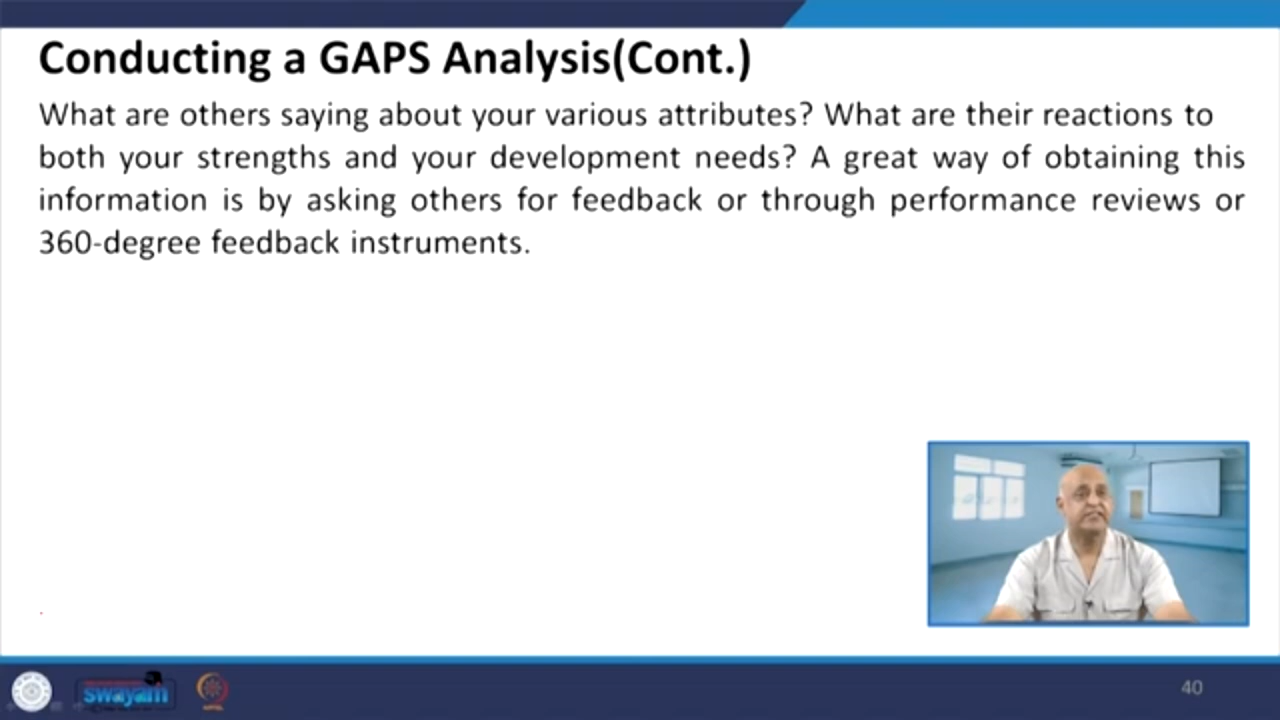 Conducting a GAPS Analysis(Cont.)
What are others saying about your various attributes? What are their reactions to
both your strengths and your development needs? A great way of obtaining this
information is by asking others for feedback or through performance reviews or
360-degree feedback instruments.
swayam
40